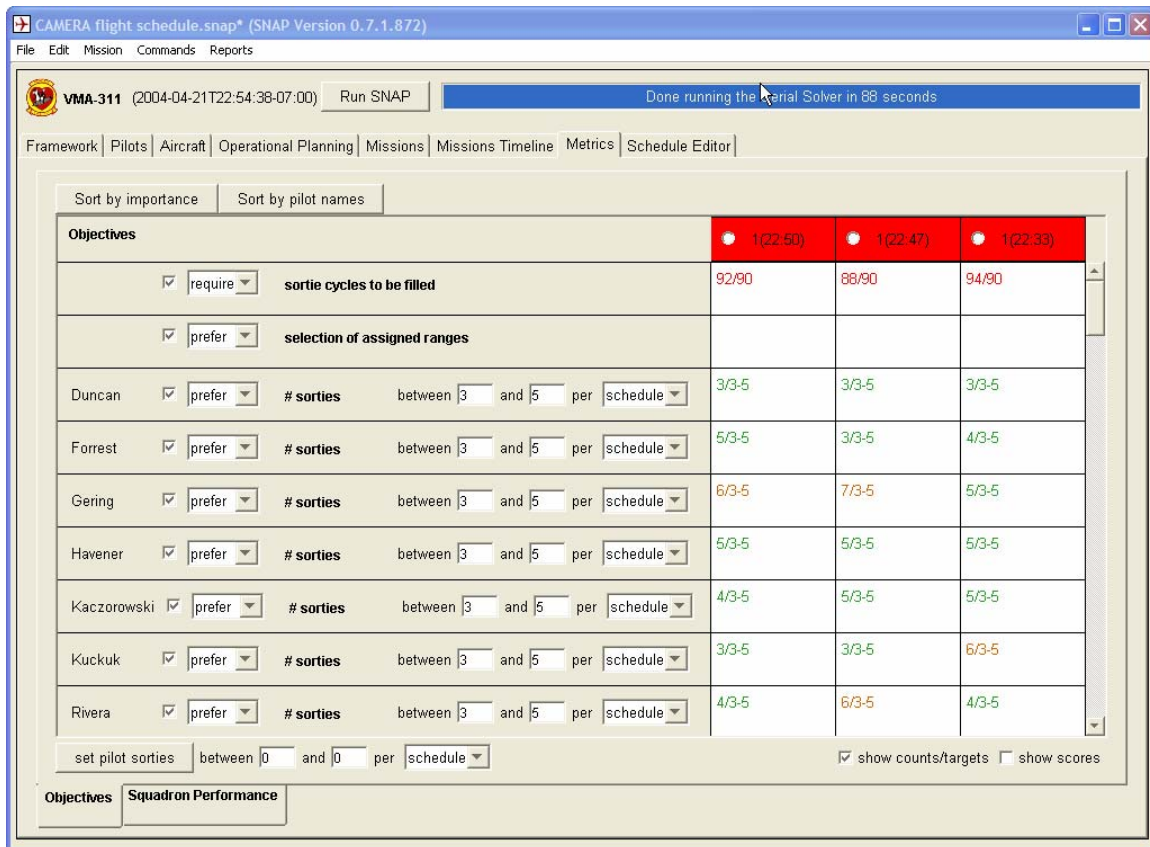 CAMERA flight schedule.snap* (SNAP Version 0.7.1.872)
File Edit Mission Commands Reports
VMA-311 (2004-04-21T22:54:38-07:00) Run SNAP Done running the Aerial Solver in 88 seconds
Framework Pilots Aircraft Operational Planning Missions Missions Timeline Metrics Schedule Editor
Sort by importance Sort by pilot names
Objectives 1(22:50) 1(22:47) 1(22:33)
require sortie cycles to be filled 92/90 88/90 94/90
prefer selection of assigned ranges
Duncan prefer # sorties between 3 and 5 per schedule 3/3-5 3/3-5 3/3-5
Forrest prefer # sorties between 3 and 5 per schedule 5/3-5 3/3-5 4/3-5
Gering prefer # sorties between 3 and 5 per schedule 6/3-5 7/3-5 5/3-5
Havener prefer # sorties between 3 and 5 per schedule 5/3-5 5/3-5 5/3-5
Kaczorowski prefer # sorties between 3 and 5 per schedule 4/3-5 5/3-5 5/3-5
Kuckuk prefer # sorties between 3 and 5 per schedule 3/3-5 3/3-5 6/3-5
Rivera prefer # sorties between 3 and 5 per schedule 4/3-5 6/3-5 4/3-5
set pilot sorties between 0 and 0 per schedule show counts/targets show scores
Objectives Squadron Performance